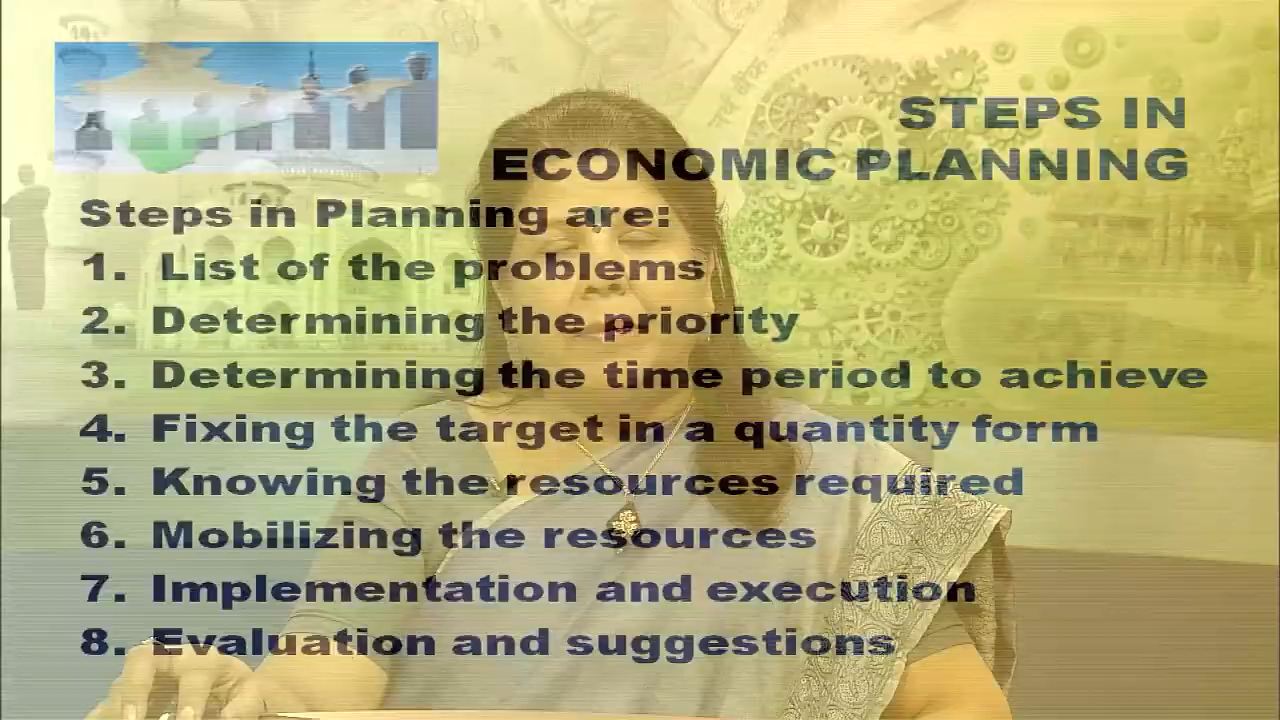 STEPS IN
ECONOMIC PLANNING
Steps in Planning are:
1. List of the problems
2. Determining the priority
3. Determining the time period to achieve
4. Fixing the target in a quantity form
5. Knowing the resources required
6. Mobilizing the resources
7. Implementation and execution
8. Evaluation and suggestions